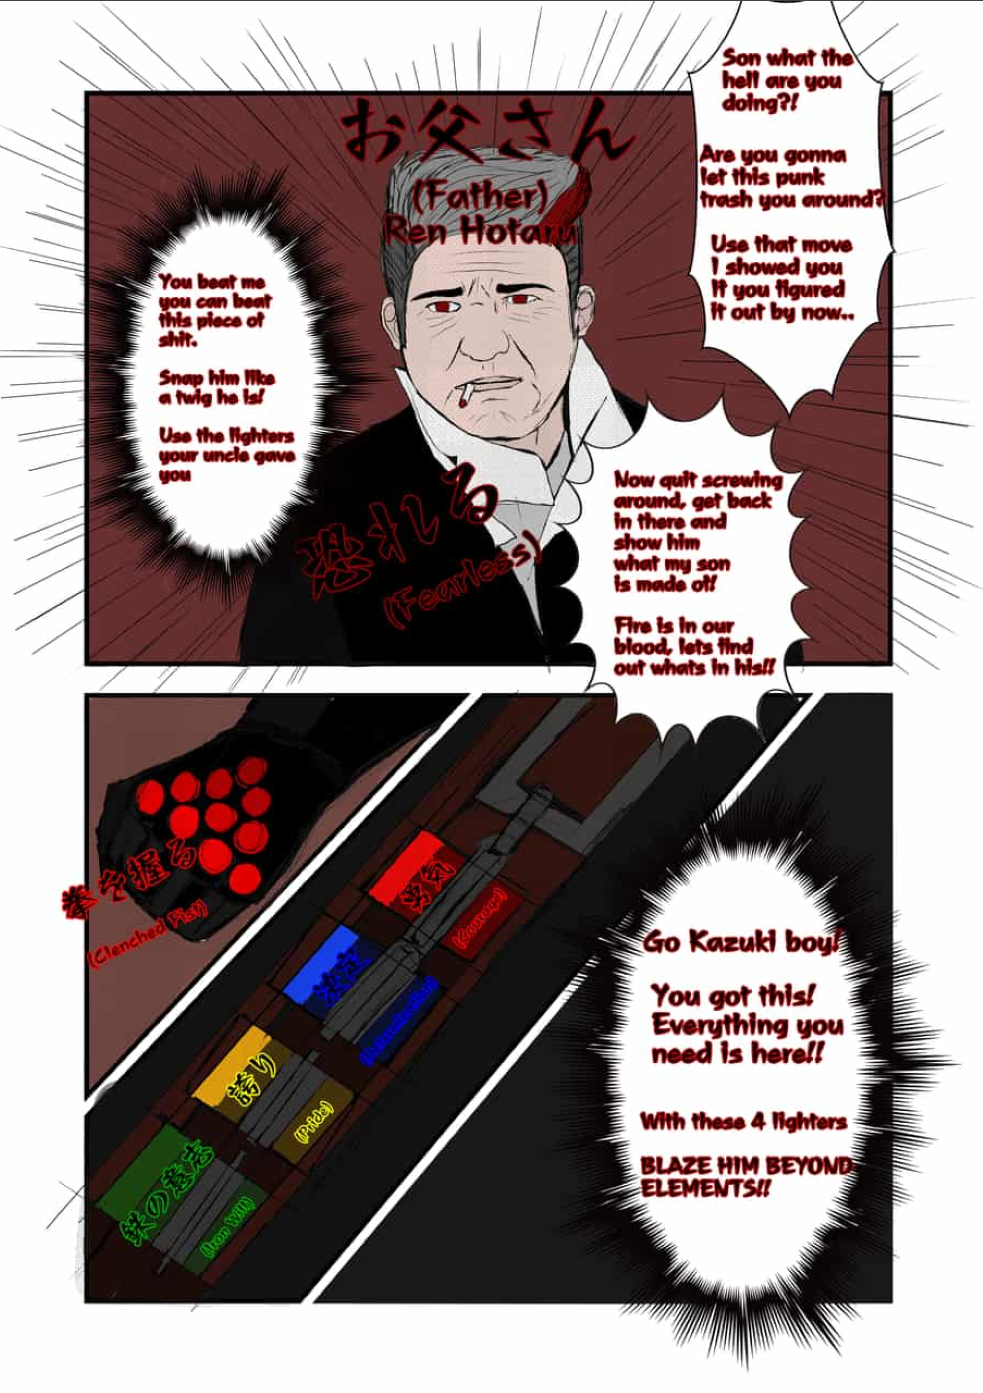 Son what the
hell are you
doing?!
Are you gonna
let this punk
trash you around?
Use that move
I showed you
If you figured
it out by now..
お父さん
(Father)
Ren Hotaru
You beat me
you can beat
this piece of
shit.
Snap him like
a twig he is!
Use the lighters
your uncle gave
you
恐れる
(Fearless)
Now quit screwing
around, get back
in there and
show him
what my son
is made of!
Fire is in our
blood, lets find
out whats in his!!
拳を握る
(Clenched Fist)
勇気
(Courage)
誇り
(Pride)
鉄の意志
(Iron Will)
Go Kazuki boy!
You got this!
Everything you
need is here!!
With these 4 lighters
BLAZE HIM BEYOND
ELEMENTS!!